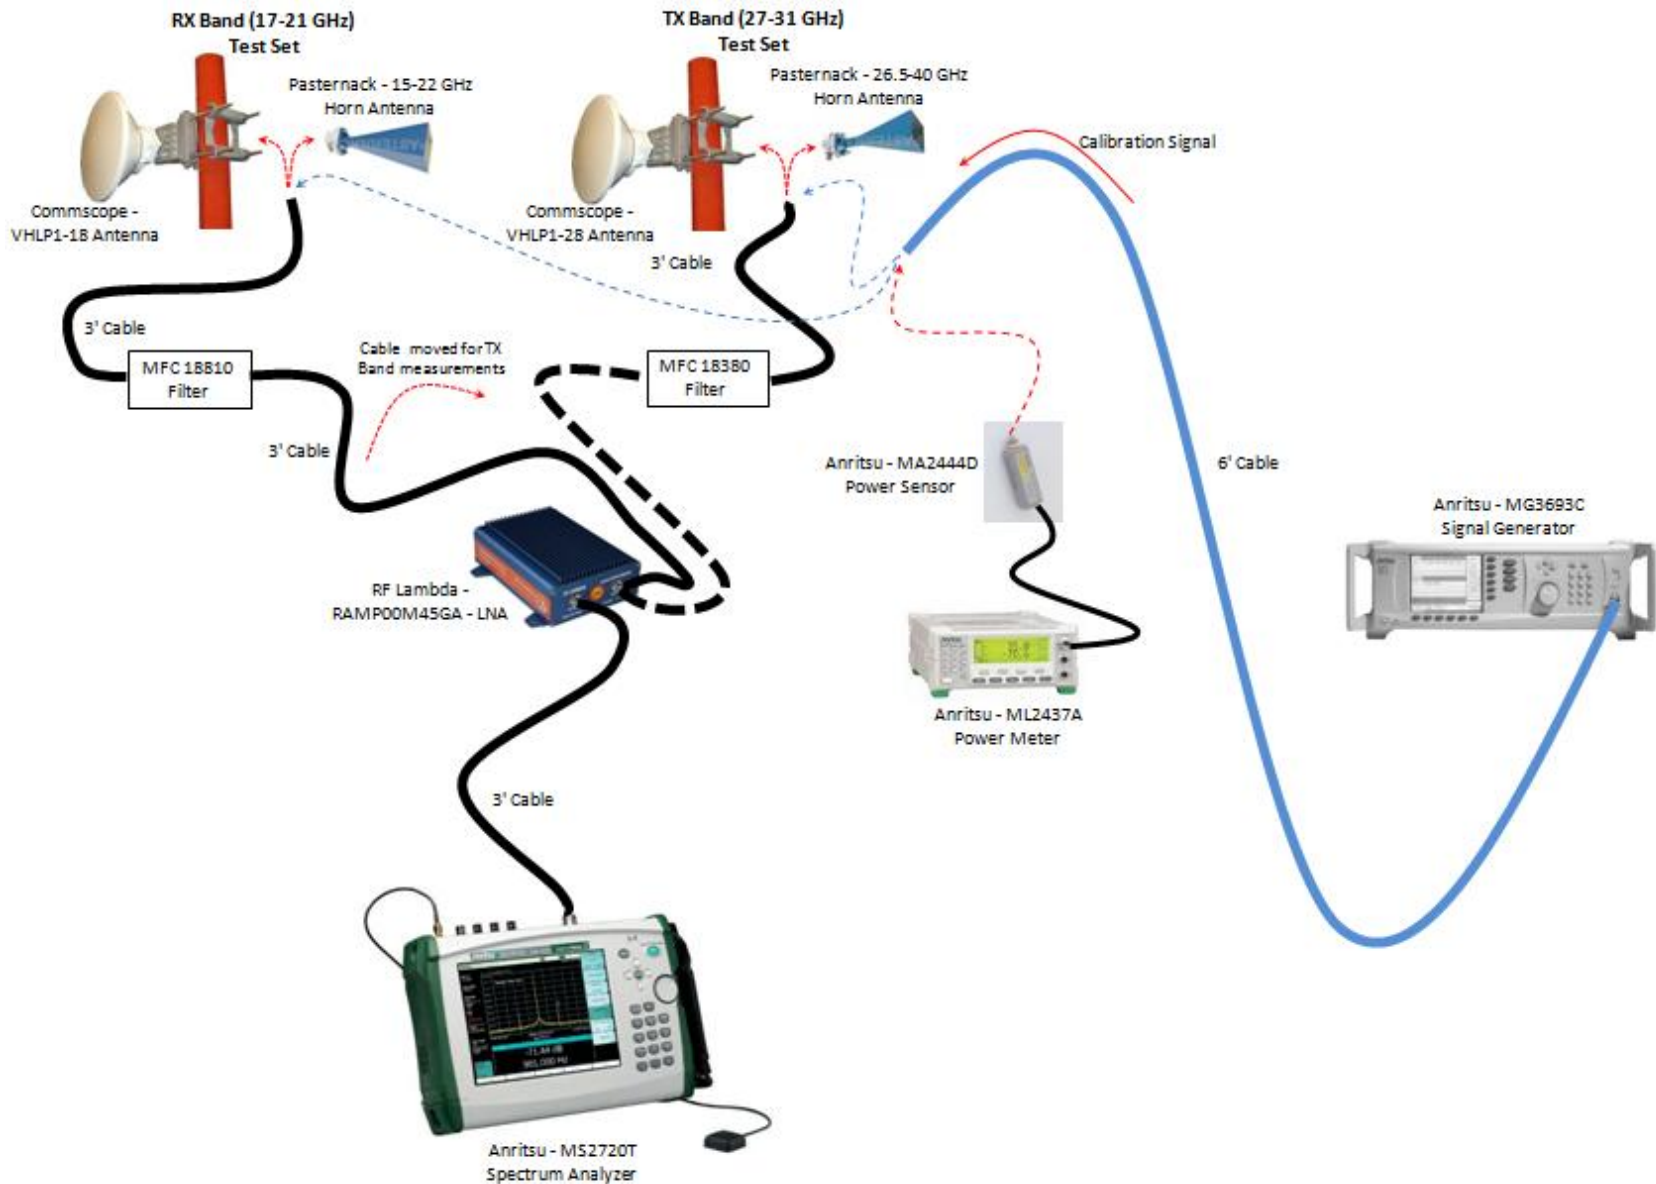 RX Band (17-21 GHz)
Test Set
TX Band (27-31 GHz)
Test Set
Pasternack - 15-22 GHz
Horn Antenna
Pasternack - 26.5-40 GHz
Horn Antenna
Calibration Signal
Commscope -
VHLP1-18 Antenna
Commscope -
VHLP1-28 Antenna
3' Cable
3' Cable
Cable moved for TX
Band measurements
MFC 18810
Filter
MFC 18380
Filter
3' Cable
Anritsu - MA2444D
Power Sensor
6' Cable
Anritsu - MG3693C
Signal Generator
RF Lambda -
RAMP00M45GA - LNA
Anritsu - ML2437A
Power Meter
3' Cable
-71.84 dB
Anritsu - MS2720T
Spectrum Analyzer